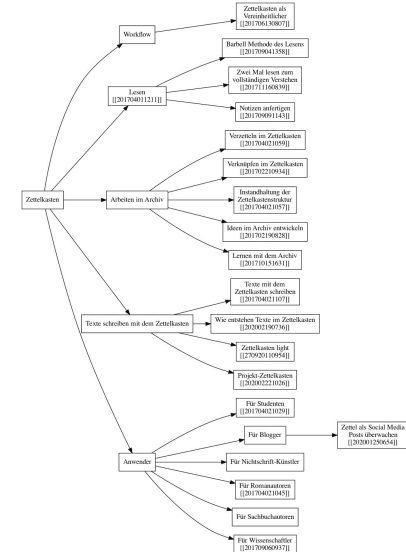 Zettelkasten
Workflow
Zettelkasten als
Vereinheitlicher
[[201706130807]]
Lesen
[[201704011211]]
Barbell Methode des Lesens
[[201709041358]]
Zwei Mal lesen zum
vollständigen Verstehen
[[201711160839]]
Notizen anfertigen
[[201709091143]]
Arbeiten im Archiv
Verzetteln im Zettelkasten
[[201704021059]]
Verknüpfen im Zettelkasten
[[201702210934]]
Instandhaltung der
Zettelkastenstruktur
[[201704021057]]
Ideen im Archiv entwickeln
[[201702190828]]
Lernen mit dem Archiv
[[201710151631]]
Texte schreiben mit dem Zettelkasten
Texte mit dem
Zettelkasten schreiben
[[201704021107]]
Wie entstehen Texte im Zettelkasten
[[202002190736]]
Zettelkasten light
[[270920110954]]
Projekt-Zettelkasten
[[202002221026]]
Anwender
Für Studenten
[[201704021029]]
Für Blogger
Zettel als Social Media
Posts überwachen
[[202001250654]]
Für Nichtschrift-Künstler
Für Romanautoren
[[201704021045]]
Für Sachbuchautoren
Für Wissenschaftler
[[201709060937]]